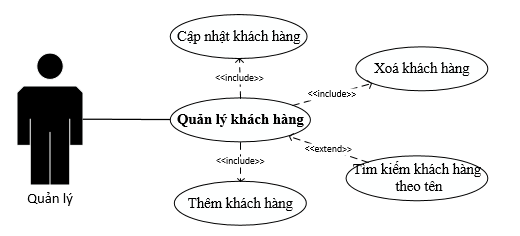 Cập nhật khách hàng
<<include>>
Xoá khách hàng
<<include>>
Quản lý khách hàng
<<extend>>
<<include>>
Tìm kiếm khách hàng
theo tên
Thêm khách hàng
Quản lý